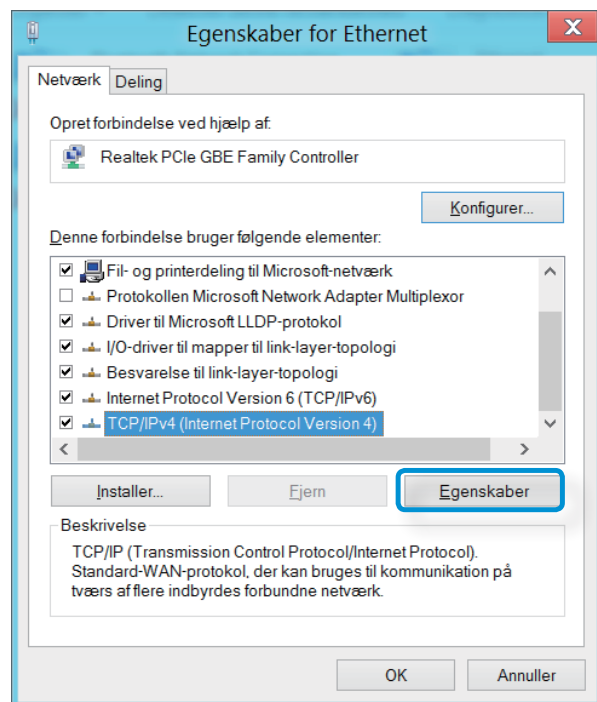 Egenskaber for Ethernet
X
Netværk Deling
Opret forbindelse ved hjælp af:
Realtek PCIe GBE Family Controller
Konfigurer...
Denne forbindelse bruger følgende elementer:
Fil- og printerdeling til Microsoft-netværk
Protokollen Microsoft Network Adapter Multiplexor
Driver til Microsoft LLDP-protokol
I/O-driver til mapper til link-layer-topologi
Besvarelse til link-layer-topologi
Internet Protocol Version 6 (TCP/IPv6)
TCP/IPv4 (Internet Protocol Version 4)
Installer... Fjern Egenskaber
Beskrivelse
TCP/IP (Transmission Control Protocol/Internet Protocol).
Standard-WAN-protokol, der kan bruges til kommunikation på
tværs af flere indbyrdes forbundne netværk.
OK Annuller